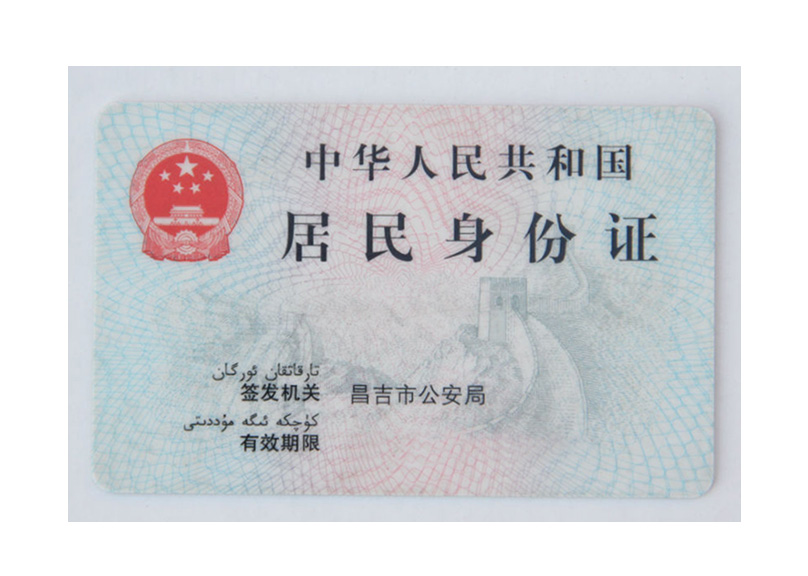 中华人民共和国
居民身份证
تارقاتقان ئورگان
签发机关 昌吉市公安局
كۈچكە ئىگە مۇددىتى
有效期限